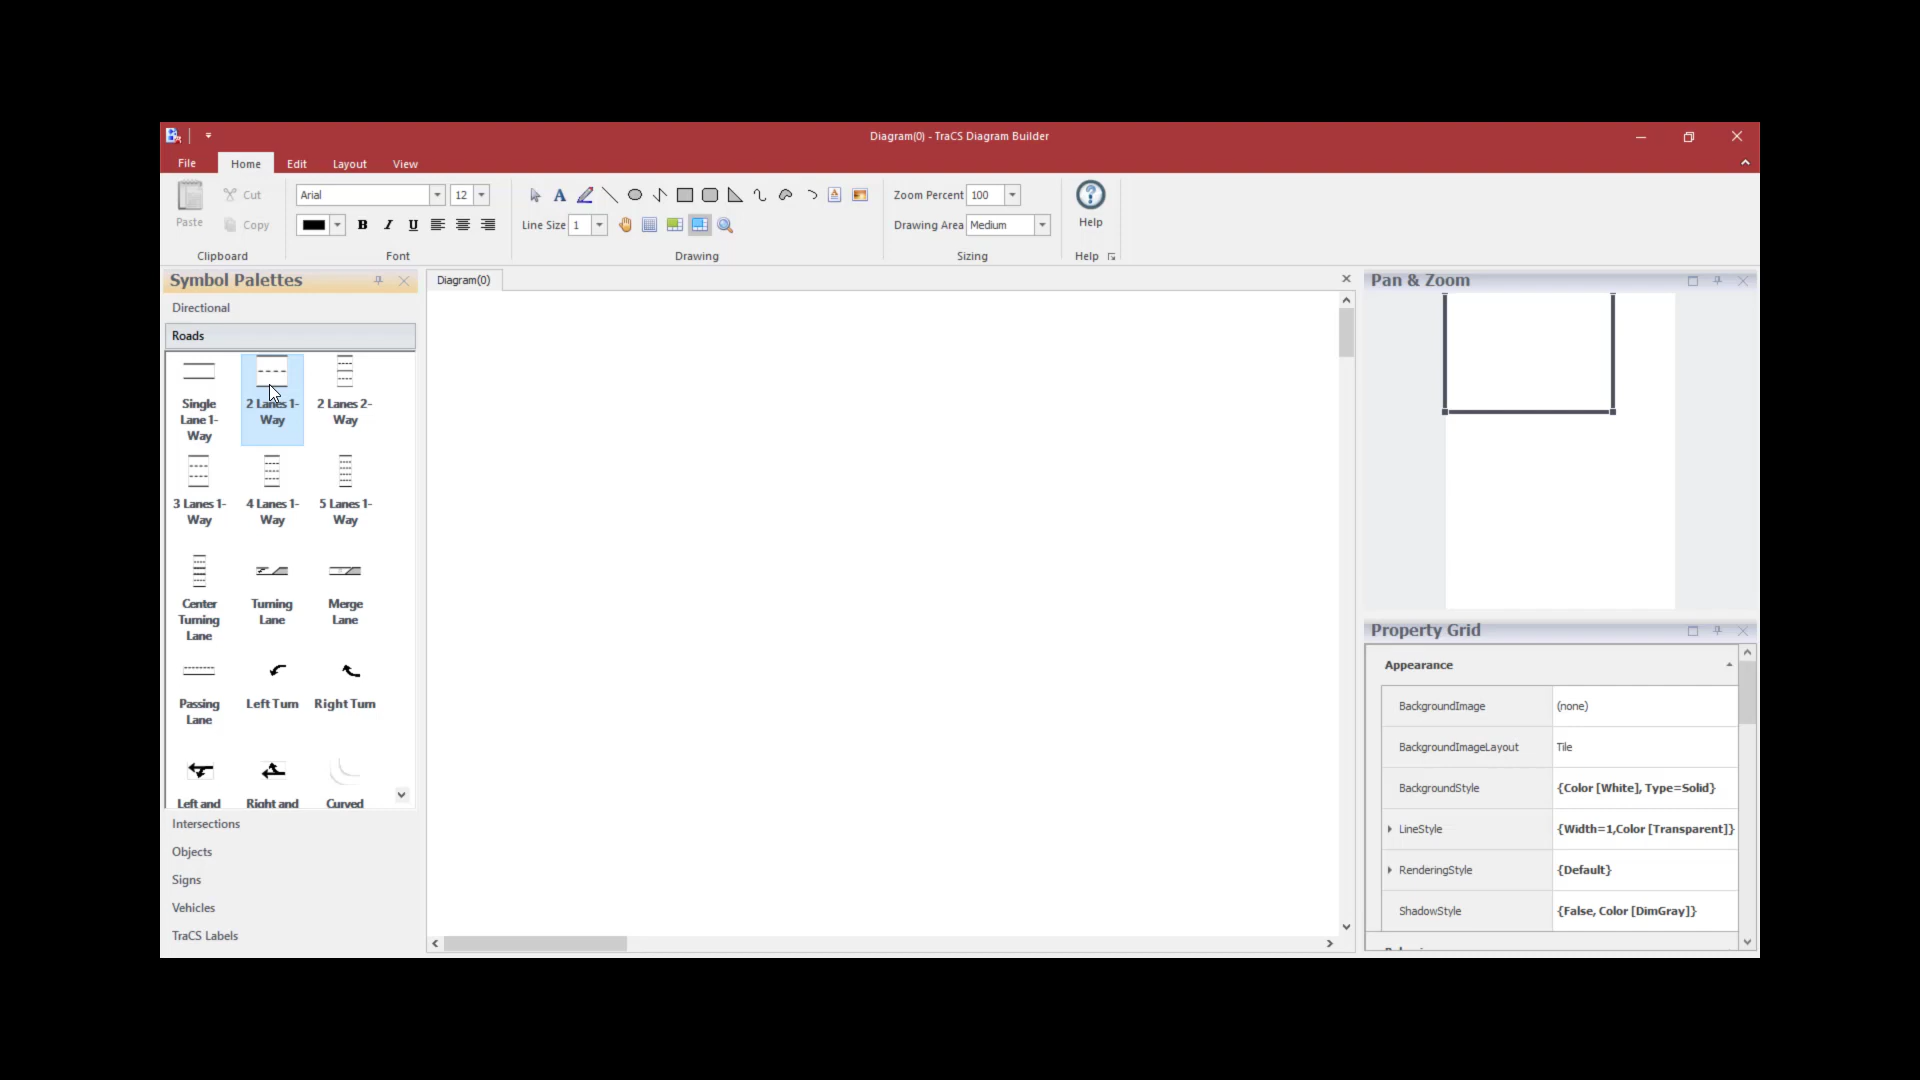 Diagram(0) - TraCS Diagram Builder
File Home Edit Layout View
Paste
Cut
Copy
Clipboard
Arial 12
B I U
Font
A
Line Size 1
Drawing
Zoom Percent 100
Drawing Area Medium
Sizing
Help
Help
Symbol Palettes
Directional
Roads
Single Lane 1-Way
2 Lanes 1-Way
2 Lanes 2-Way
3 Lanes 1-Way
4 Lanes 1-Way
5 Lanes 1-Way
Center Turning Lane
Turning Lane
Merge Lane
Passing Lane
Left Turn
Right Turn
Left and
Right and
Curved
Intersections
Objects
Signs
Vehicles
TraCS Labels
Diagram(0)
Pan & Zoom
Property Grid
Appearance
BackgroundImage (none)
BackgroundImageLayout Tile
BackgroundStyle {Color [White], Type=Solid}
LineStyle {Width=1,Color [Transparent]}
RenderingStyle {Default}
ShadowStyle {False, Color [DimGray]}